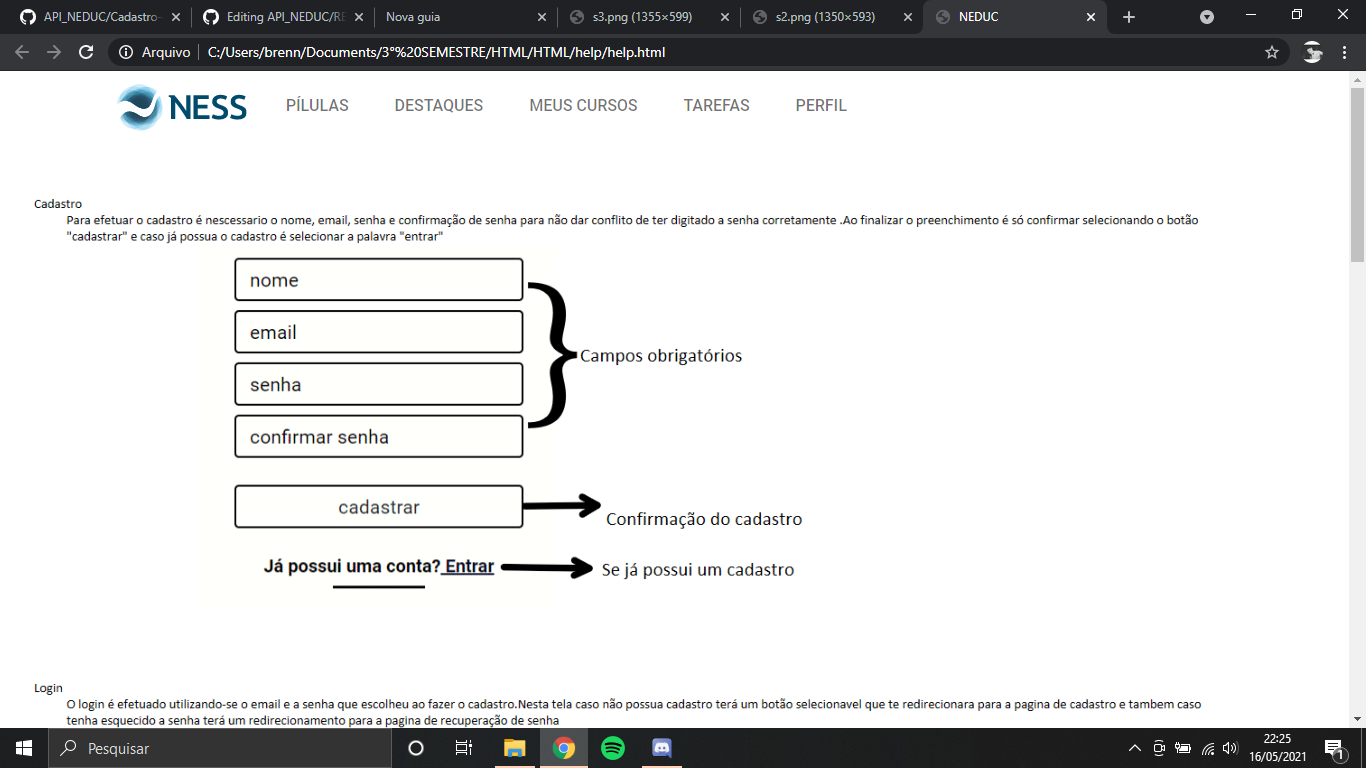 API_NEDUC/Cadastro-
Editing API_NEDUC/RE
Nova guia
s3.png (1355×599)
s2.png (1350×593)
NEDUC
Arquivo
C:/Users/brenn/Documents/3°%20SEMESTRE/HTML/HTML/help/help.html
NESS
PÍLULAS
DESTAQUES
MEUS CURSOS
TAREFAS
PERFIL
Cadastro
Para efetuar o cadastro é nescessario o nome, email, senha e confirmação de senha para não dar conflito de ter digitado a senha corretamente .Ao finalizar o preenchimento é só confirmar selecionando o botão
"cadastrar" e caso já possua o cadastro é selecionar a palavra "entrar"
nome
email
senha
confirmar senha
Campos obrigatórios
cadastrar
Confirmação do cadastro
Já possui uma conta? Entrar
Se já possui um cadastro
Login
O login é efetuado utilizando-se o email e a senha que escolheu ao fazer o cadastro.Nesta tela caso não possua cadastro terá um botão selecionavel que te redirecionara para a pagina de cadastro e tambem caso
tenha esquecido a senha terá um redirecionamento para a pagina de recuperação de senha
Pesquisar
22:25
16/05/2021
1